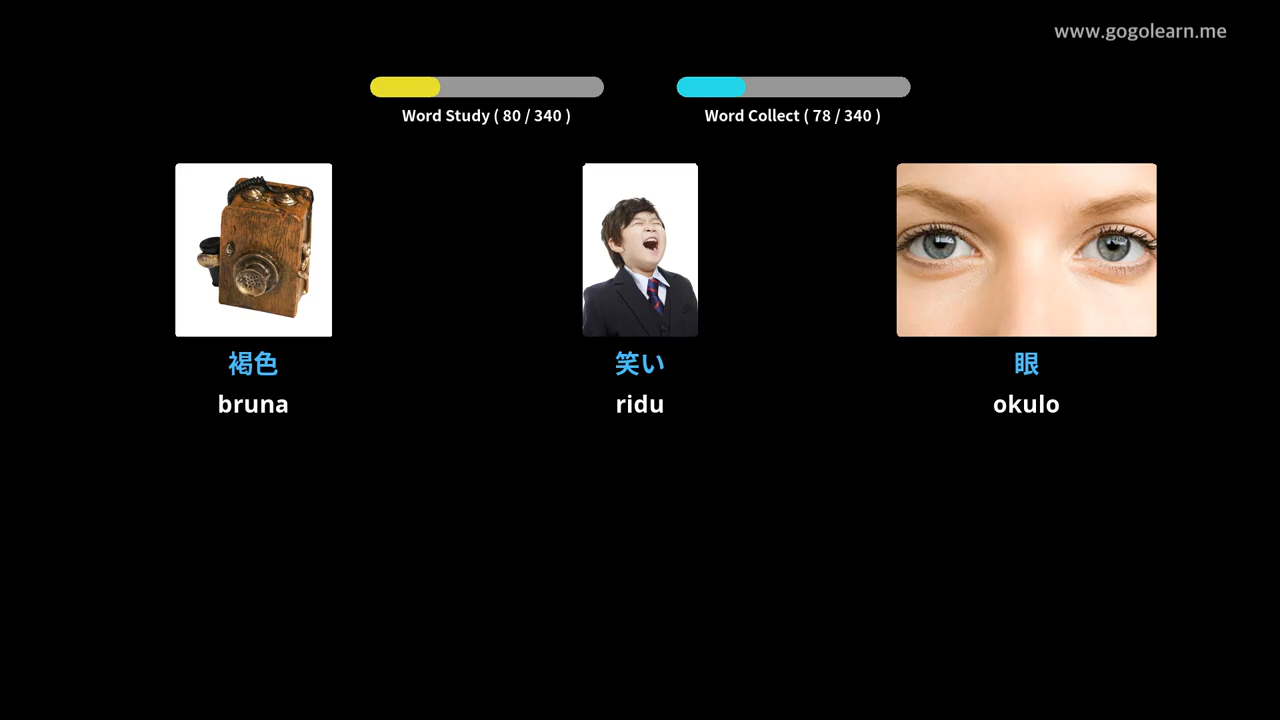 www.gogolearn.me
Word Study ( 80 / 340 )
Word Collect ( 78 / 340 )
褐色
bruna
笑い
ridu
眼
okulo